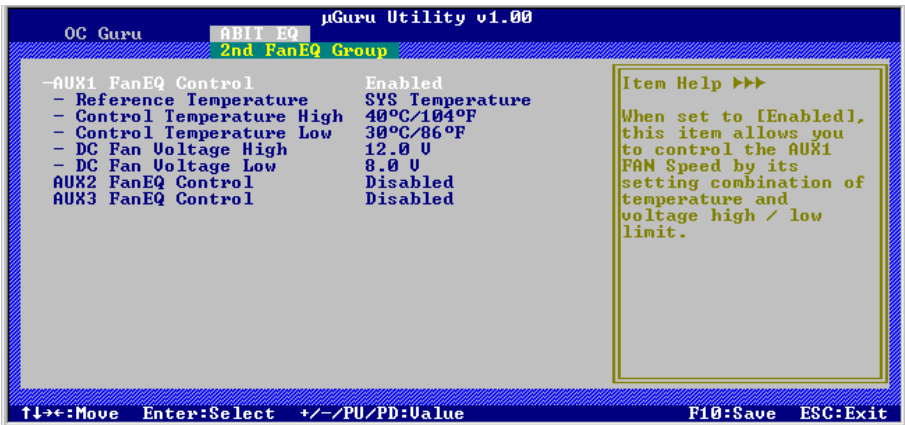 µGuru Utility v1.00
OC Guru ABIT EQ
2nd FanEQ Group
—AUX1 FanEQ Control Enabled
- Reference Temperature SYS Temperature
- Control Temperature High 40ºC/104ºF
- Control Temperature Low 30ºC/86ºF
- DC Fan Voltage High 12.0 V
- DC Fan Voltage Low 8.0 V
AUX2 FanEQ Control Disabled
AUX3 FanEQ Control Disabled
Item Help ►►►
When set to [Enabled],
this item allows you
to control the AUX1
FAN Speed by its
setting combination of
temperature and
voltage high / low
limit.
↑↓→←:Move Enter:Select +/-/PU/PD:Value F10:Save ESC:Exit